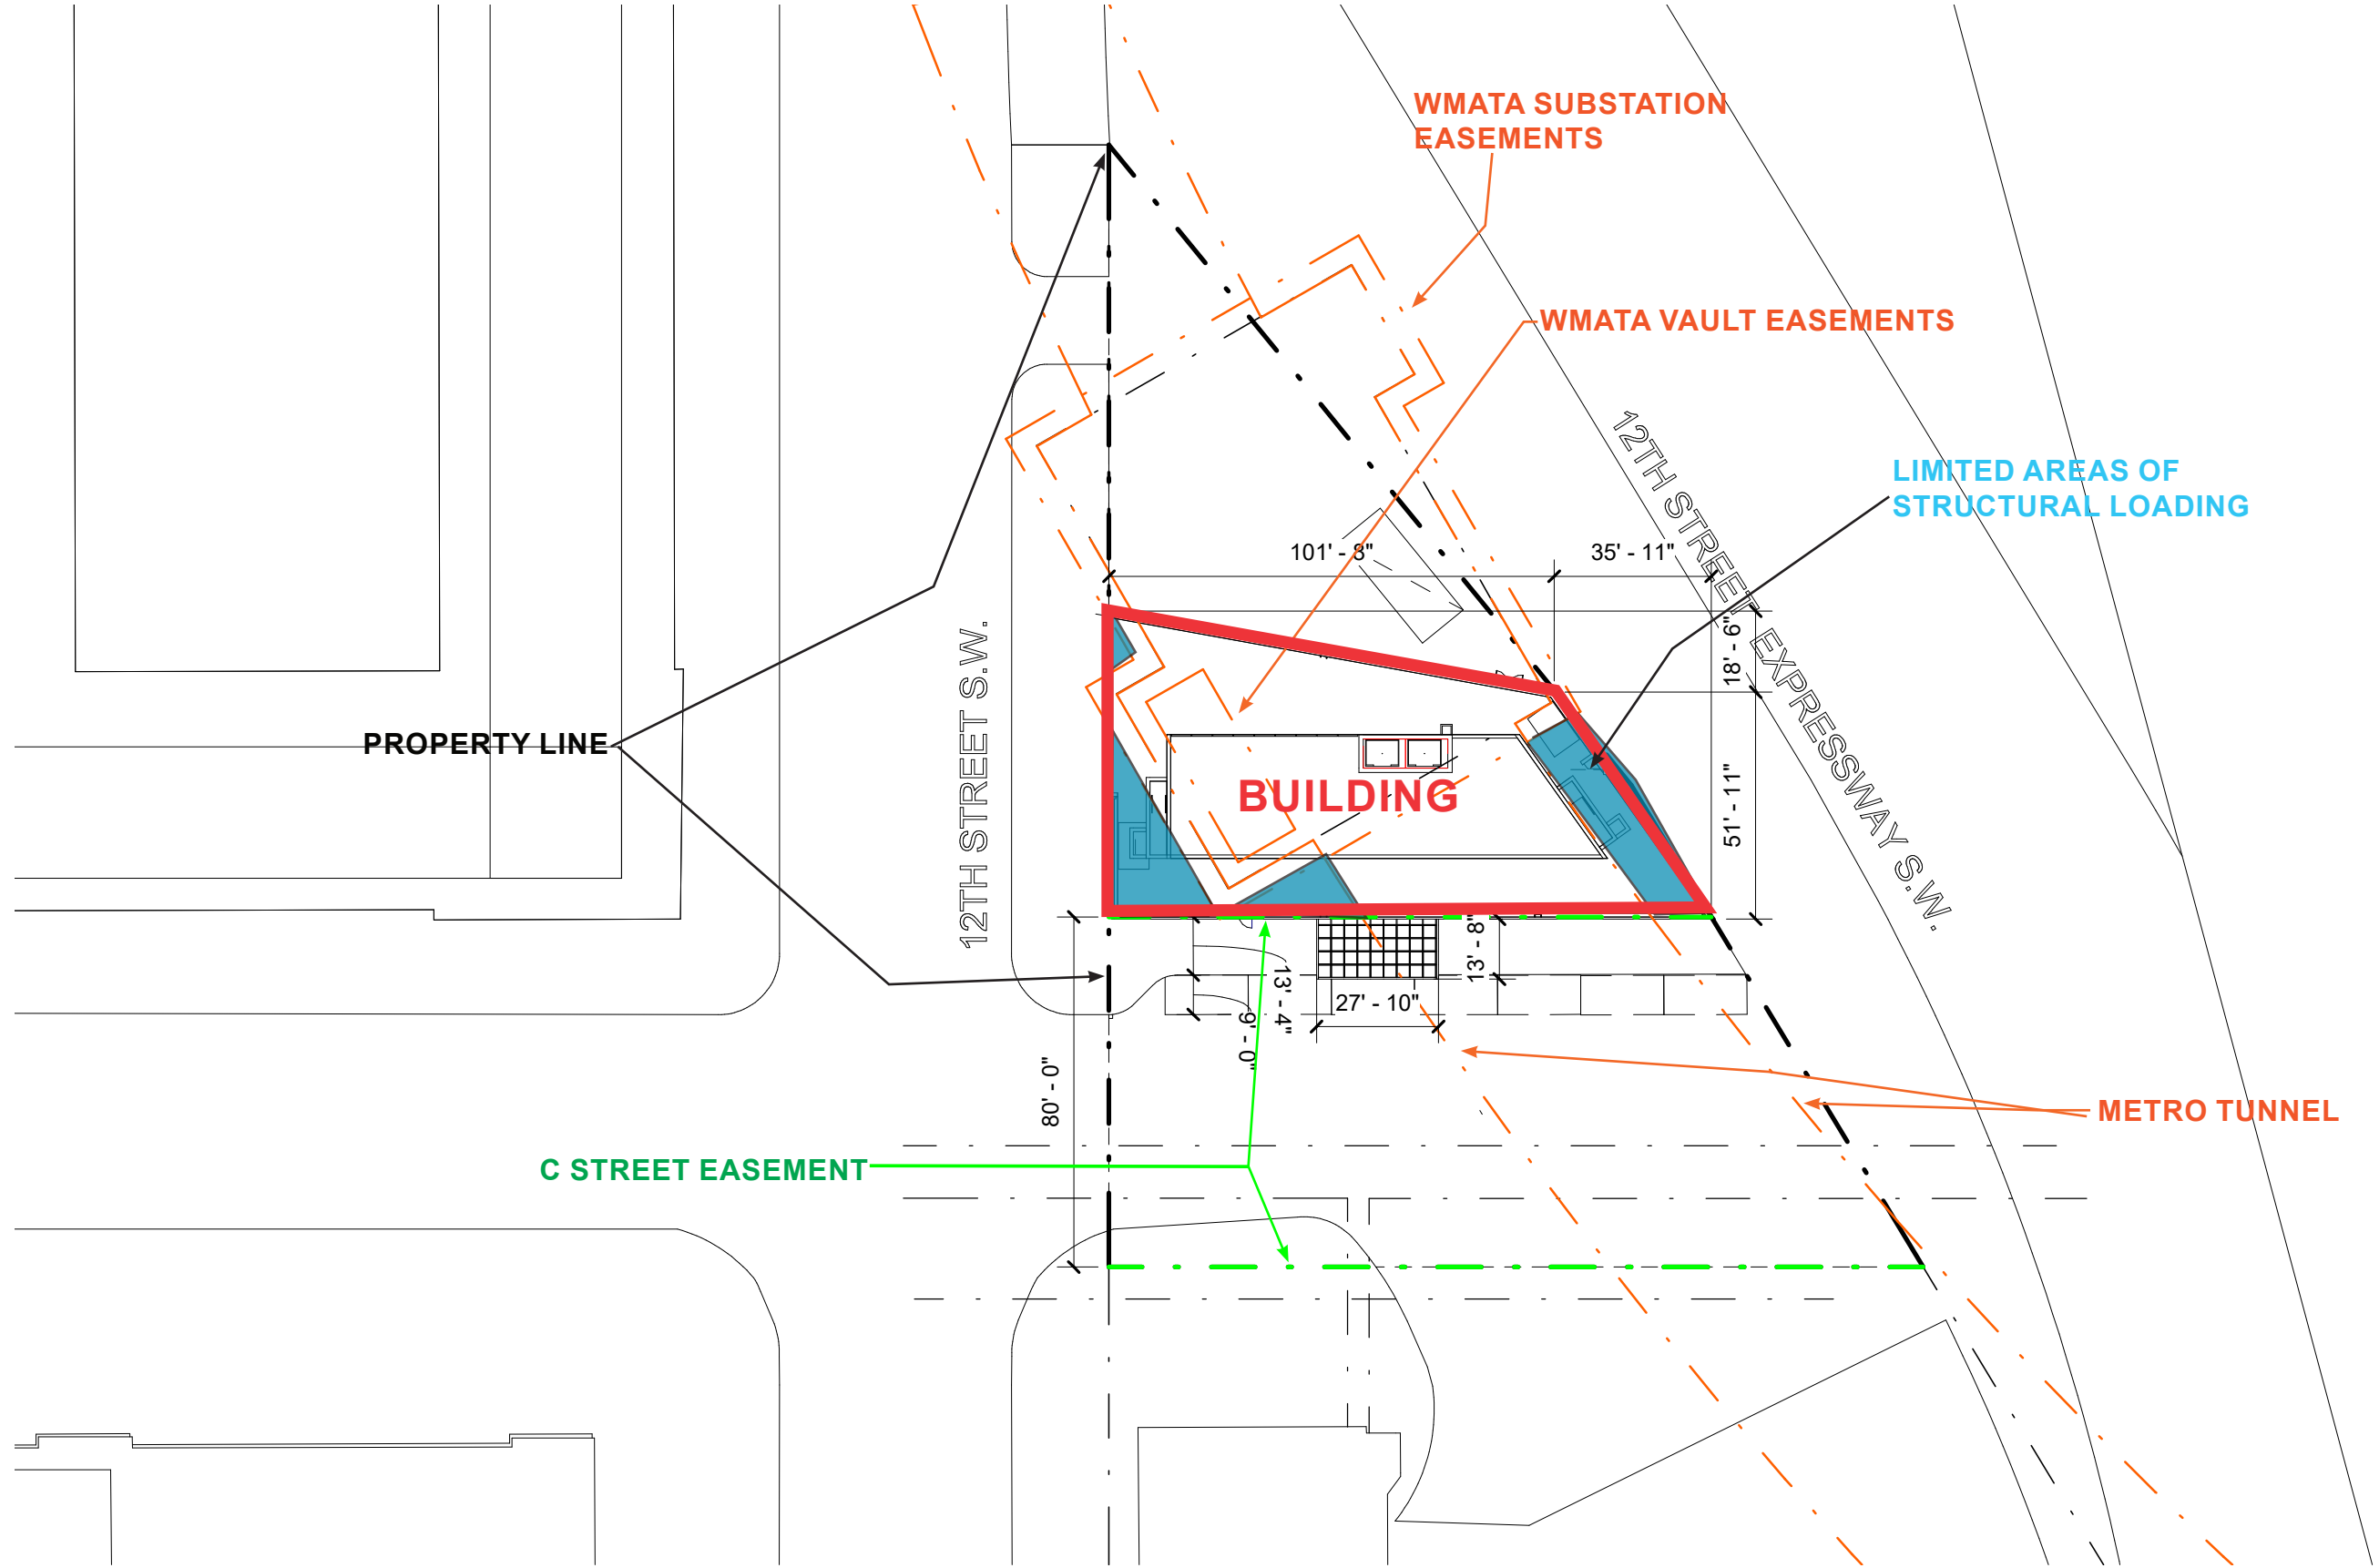 WMATA SUBSTATION
EASEMENTS
WMATA VAULT EASEMENTS
LIMITED AREAS OF
STRUCTURAL LOADING
12TH STREET EXPRESSWAY S.W.
101' - 8"
35' - 11"
18' - 6"
12TH STREET S.W.
PROPERTY LINE
BUILDING
51' - 11"
13' - 8"
13' - 4"
27' - 10"
9' - 0"
80' - 0"
METRO TUNNEL
C STREET EASEMENT